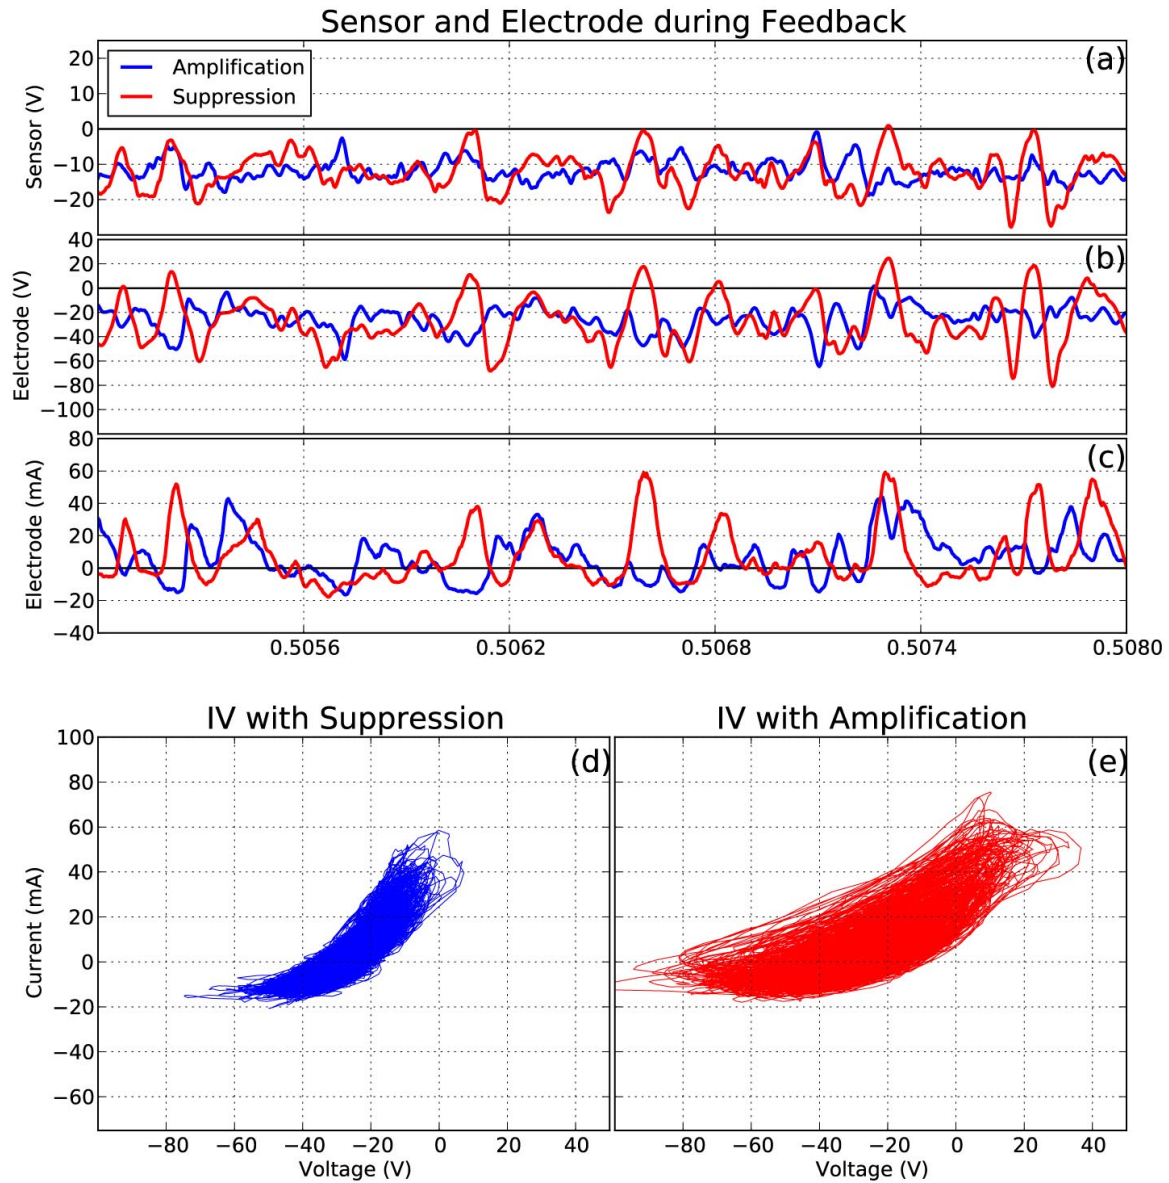 Sensor and Electrode during Feedback
(a)
Amplification
Suppression
Sensor (V)
20
10
0
−10
−20
(b)
Eelctrode (V)
40
20
0
−20
−40
−60
−80
−100
(c)
Electrode (mA)
80
60
40
20
0
−20
−40
0.5056 0.5062 0.5068 0.5074 0.5080
IV with Suppression IV with Amplification
(d) (e)
Current (mA)
100
80
60
40
20
0
−20
−40
−60
−80 −60 −40 −20 0 20 40 −80 −60 −40 −20 0 20 40
Voltage (V) Voltage (V)